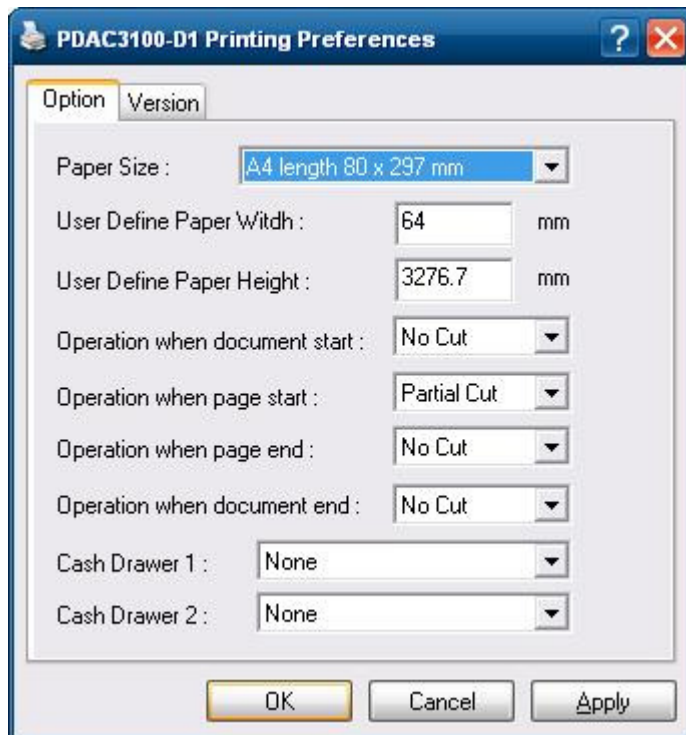 PDAC3100-D1 Printing Preferences
Option Version
Paper Size : A4 length 80 x 297 mm
User Define Paper Witdh : 64 mm
User Define Paper Height : 3276.7 mm
Operation when document start : No Cut
Operation when page start : Partial Cut
Operation when page end : No Cut
Operation when document end : No Cut
Cash Drawer 1 : None
Cash Drawer 2 : None
OK Cancel Apply